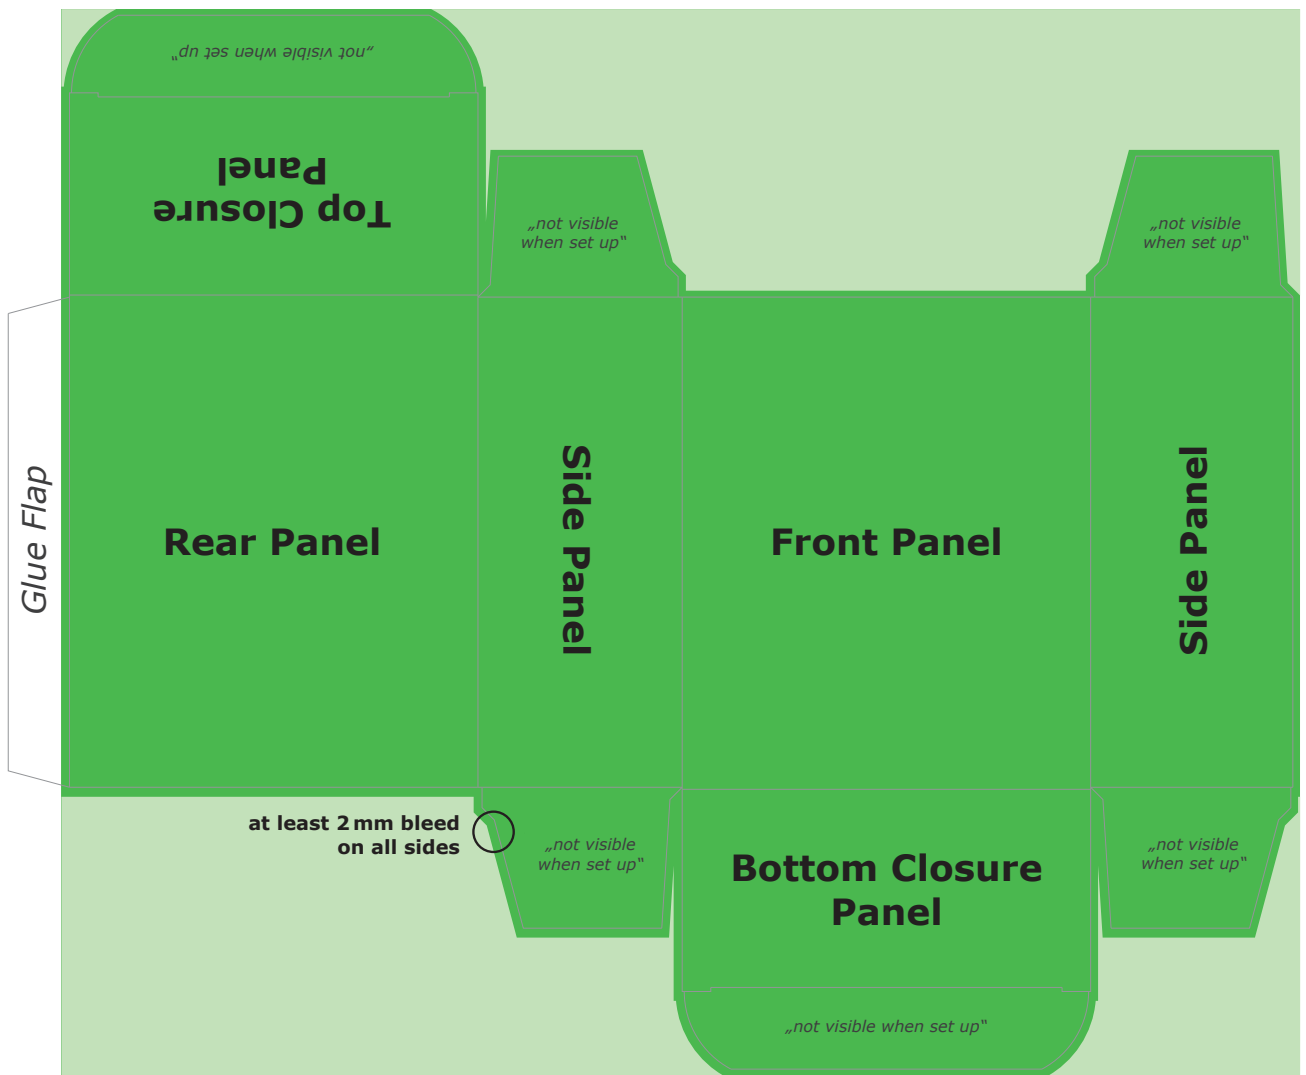 „not visible when set up“
Top Closure
Panel
„not visible
when set up“
„not visible
when set up“
Glue Flap
Rear Panel
Side Panel
Front Panel
Side Panel
at least 2 mm bleed
on all sides
„not visible
when set up“
Bottom Closure
Panel
„not visible
when set up“
„not visible when set up“